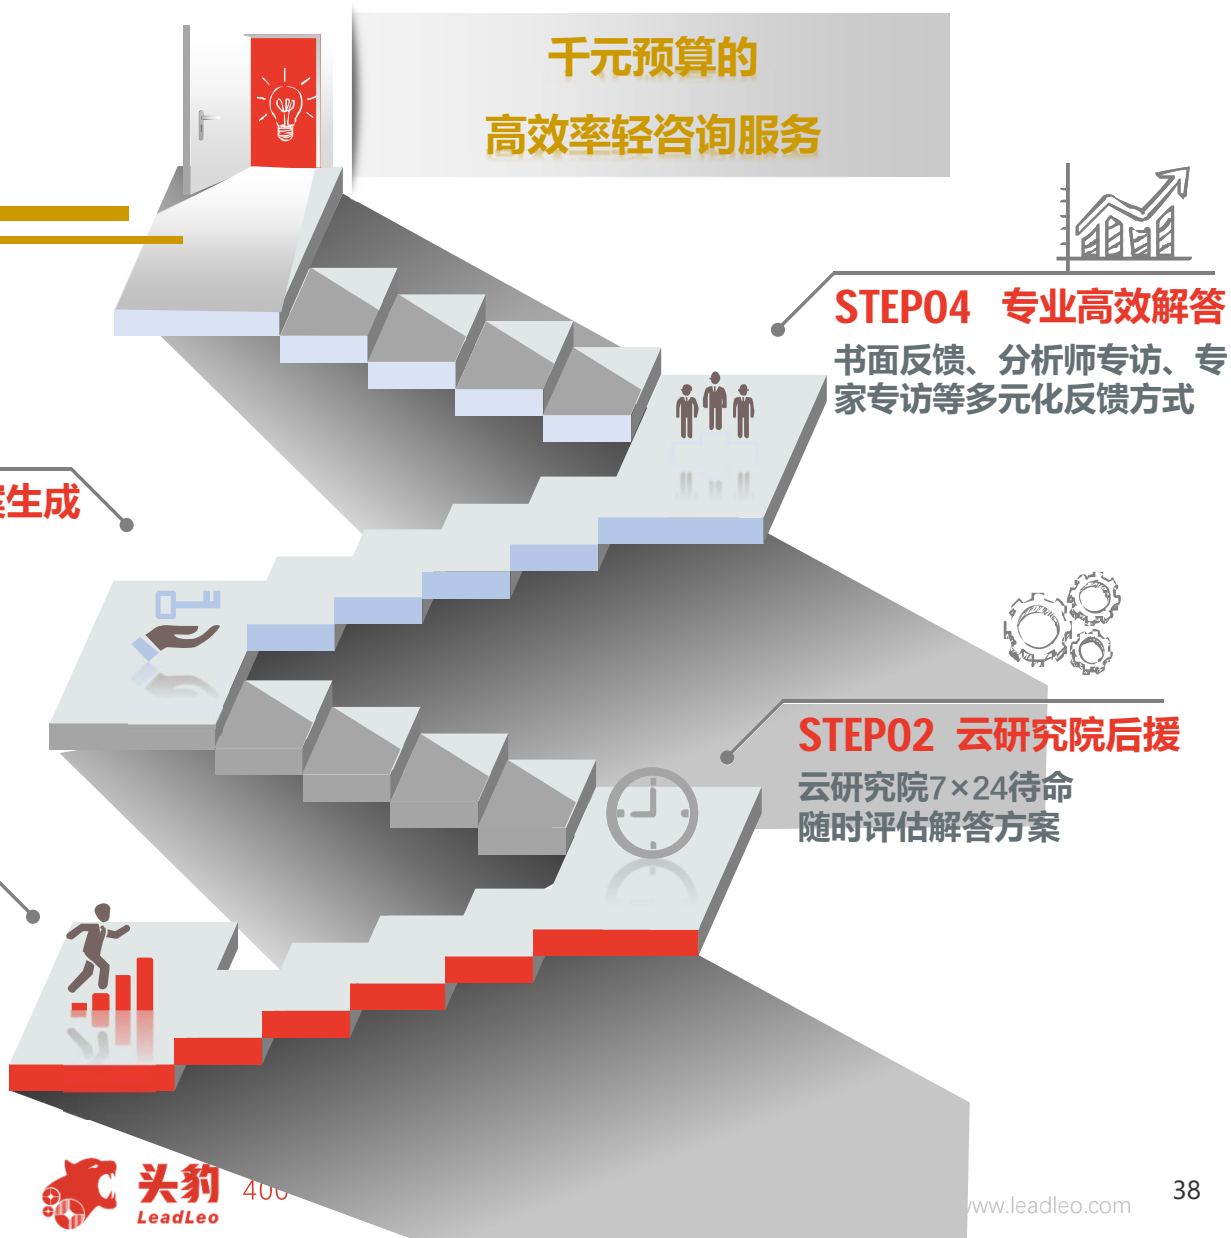 千元预算的
高效率轻咨询服务
STEP04 专业高效解答
书面反馈、分析师专访、专
家专访等多元化反馈方式
案生成
STEP02 云研究院后援
云研究院7×24待命
随时评估解答方案
头豹
LeadLeo
400
www.leadleo.com
38